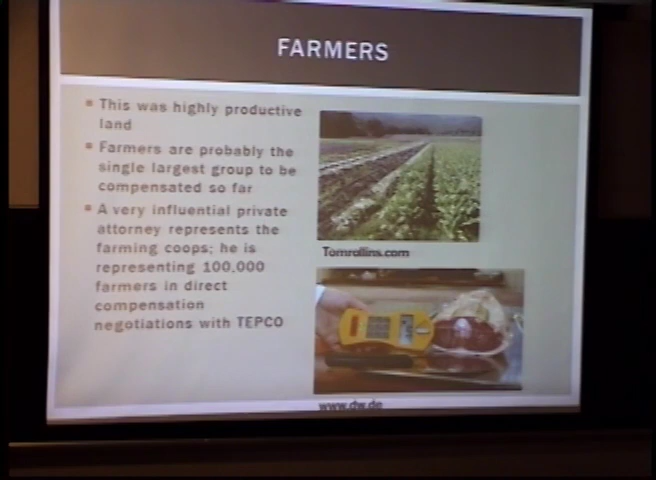 FARMERS
This was highly productive
land
Farmers are probably the
single largest group to be
compensated so far
A very influential private
attorney represents the
farming coops; he is
representing 100,000
farmers in direct
compensation
negotiations with TEPCO
Tomrollins.com
www.dw.de